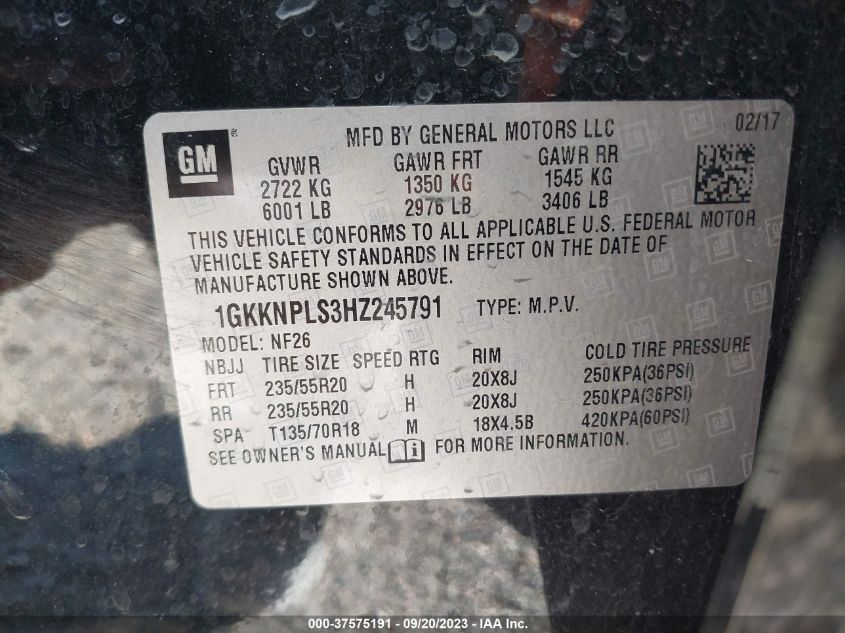 GM
®
MFD BY GENERAL MOTORS LLC
02/17
GVWR GAWR FRT GAWR RR
2722 KG 1350 KG 1545 KG
6001 LB 2976 LB 3406 LB
THIS VEHICLE CONFORMS TO ALL APPLICABLE U.S. FEDERAL MOTOR
VEHICLE SAFETY STANDARDS IN EFFECT ON THE DATE OF
MANUFACTURE SHOWN ABOVE.
1GKKNPLS3HZ245791 TYPE: M.P.V.
MODEL: NF26
NBJJ TIRE SIZE SPEED RTG RIM COLD TIRE PRESSURE
FRT 235/55R20 H 20X8J 250KPA(36PSI)
RR 235/55R20 H 20X8J 250KPA(36PSI)
SPA T135/70R18 M 18X4.5B 420KPA(60PSI)
SEE OWNER'S MANUAL FOR MORE INFORMATION.
000-37575191 - 09/20/2023 - IAA Inc.